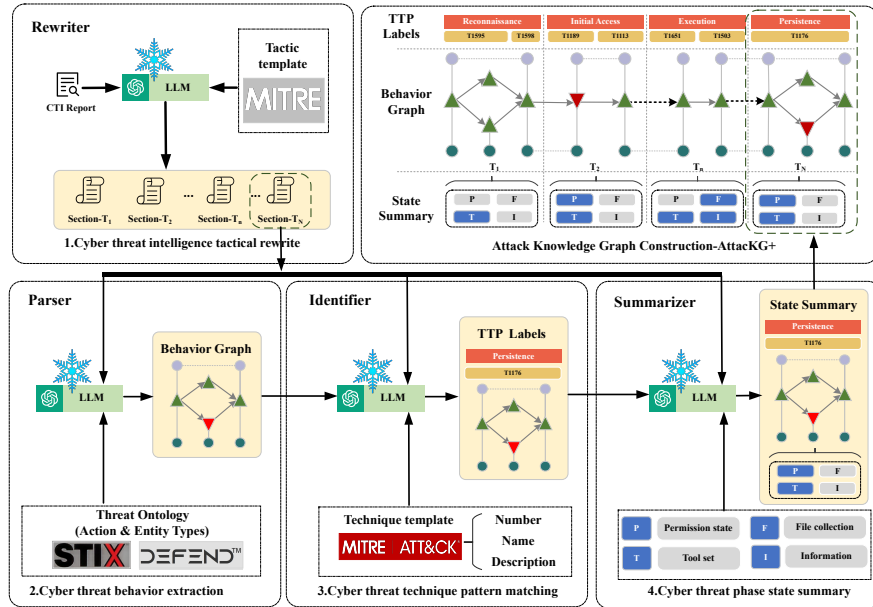 Rewriter
LLM
CTI Report
Tactic
template
MITRE
Section-T1
Section-T2
...
Section-Tn
...
Section-TN
1.Cyber threat intelligence tactical rewrite
TTP
Labels
Reconnaissance
Initial Access
Execution
Persistence
T1595
T1598
T1189
T1113
T1651
T1503
T1176
Behavior
Graph
T1
T2
Tn
TN
State
Summary
P F P F P F P F
T I T I T I T I
Attack Knowledge Graph Construction-AttacKG+
Parser
LLM
Behavior Graph
Threat Ontology
(Action & Entity Types)
STIX DEFEND™
2.Cyber threat behavior extraction
Identifier
LLM
TTP Labels
Persistence
T1176
Technique template
MITRE ATT&CK®
Number
Name
Description
3.Cyber threat technique pattern matching
Summarizer
LLM
State Summary
Persistence
T1176
P F
T I
P Permission state F File collection
T Tool set I Information
4.Cyber threat phase state summary